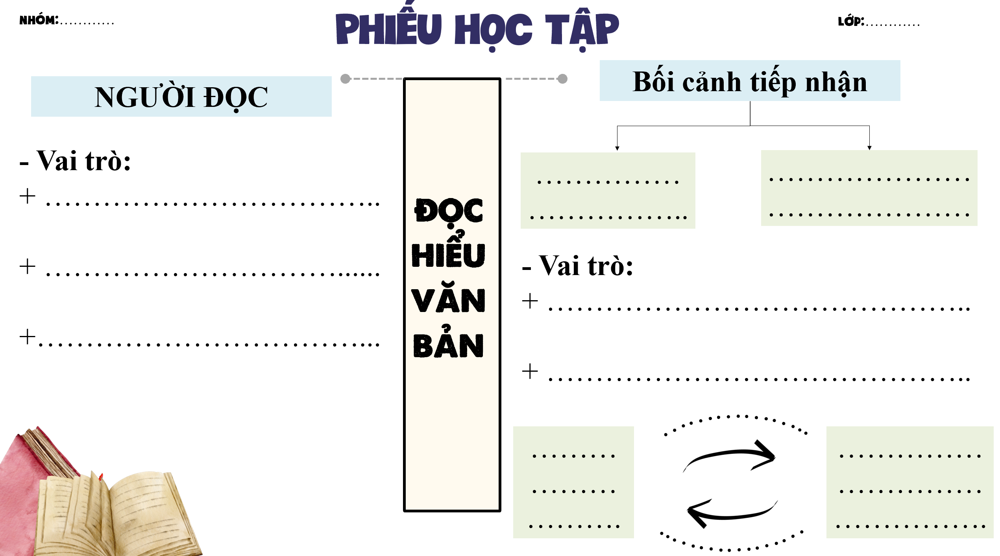 NHÓM:............
PHIẾU HỌC TẬP
LỚP:............
NGƯỜI ĐỌC
- Vai trò:
+ ...................................
+ .....................................
+....................................
ĐỌC
HIỂU
VĂN
BẢN
Bối cảnh tiếp nhận
...............
.................
.....................
.....................
- Vai trò:
+ ............................................
+ ............................................
.........
.........
..........
................
................
...............
...............
................